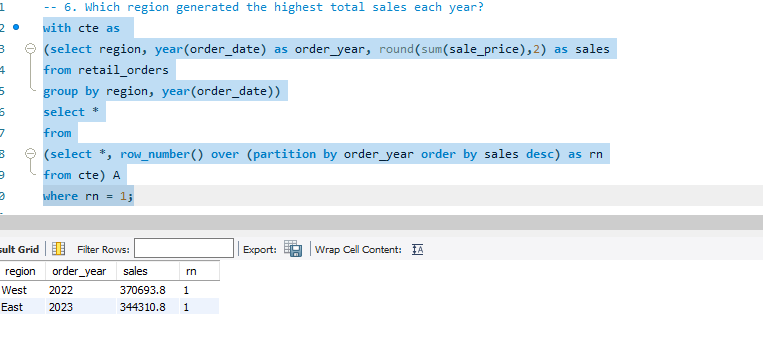 1 -- 6. Which region generated the highest total sales each year?
2 with cte as
3 (select region, year(order_date) as order_year, round(sum(sale_price),2) as sales
4 from retail_orders
5 group by region, year(order_date))
6 select *
7 from
8 (select *, row_number() over (partition by order_year order by sales desc) as rn
9 from cte) A
0 where rn = 1;
sult Grid Filter Rows: Export: Wrap Cell Content: IA
region order_year sales rn
West 2022 370693.8 1
East 2023 344310.8 1